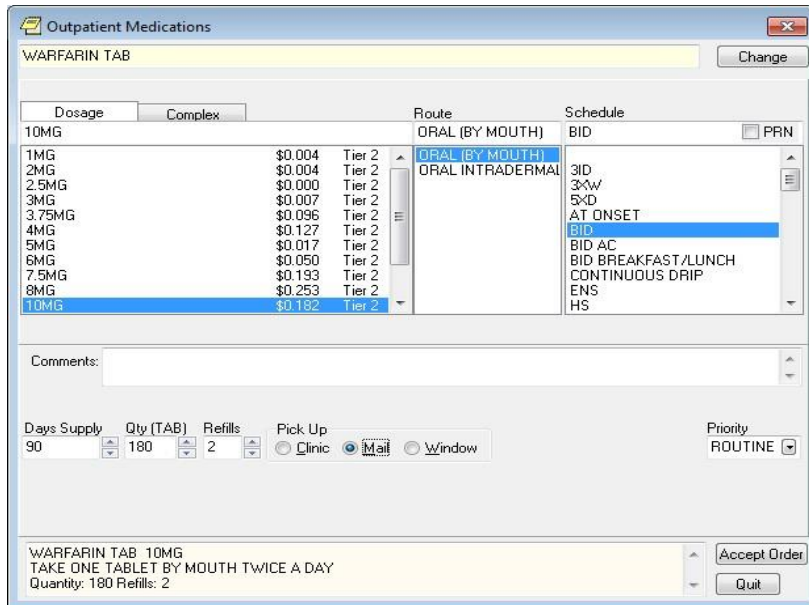 Outpatient Medications
WARFARIN TAB
Change
Dosage Complex Route Schedule
10MG ORAL (BY MOUTH) BID PRN
1MG $0.004 Tier 2
2MG $0.004 Tier 2
2.5MG $0.000 Tier 2
3MG $0.007 Tier 2
3.75MG $0.096 Tier 2
4MG $0.127 Tier 2
5MG $0.017 Tier 2
6MG $0.050 Tier 2
7.5MG $0.193 Tier 2
8MG $0.253 Tier 2
10MG $0.182 Tier 2
ORAL (BY MOUTH)
ORAL INTRADERMAL
3ID
3XW
5XD
AT ONSET
BID
BID AC
BID BREAKFAST/LUNCH
CONTINUOUS DRIP
ENS
HS
Comments:
Days Supply Qty (TAB) Refills Pick Up Priority
90 180 2 Clinic Mail Window ROUTINE
WARFARIN TAB 10MG
TAKE ONE TABLET BY MOUTH TWICE A DAY
Quantity: 180 Refills: 2
Accept Order
Quit